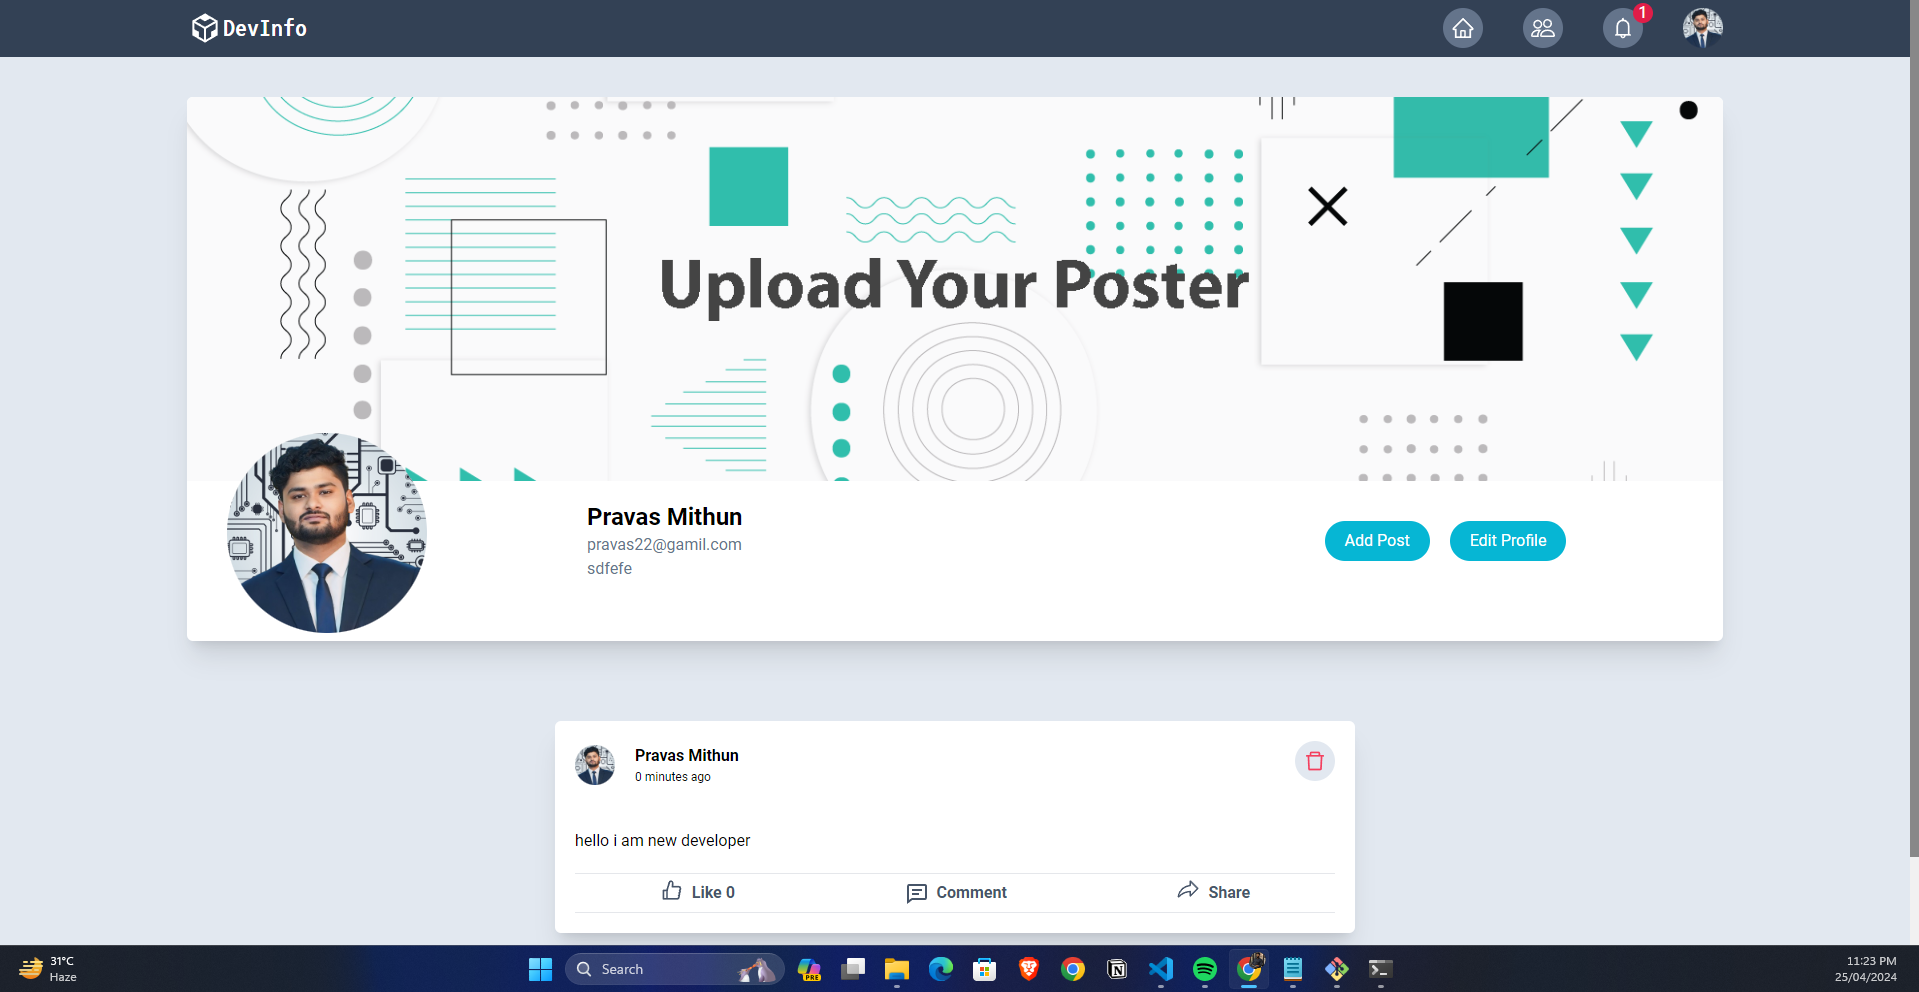 DevInfo
1
Upload Your Poster
Pravas Mithun
pravas22@gamil.com
sdfefe
Add Post
Edit Profile
Pravas Mithun
0 minutes ago
hello i am new developer
Like 0
Comment
Share
31°C
Haze
Search
PRE
11:23 PM
25/04/2024